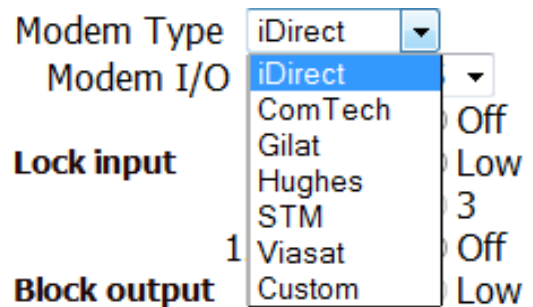 Modem Type iDirect
Modem I/O iDirect
ComTech
Off
Gilat
Lock input
Low
Hughes
3
STM
1
Viasat
Off
Block output
Custom
Low